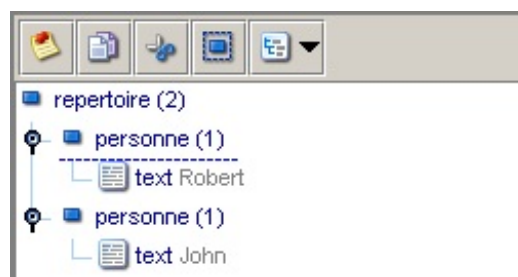 repertoire (2)
personne (1)
text Robert
personne (1)
text John